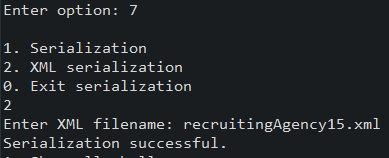 Enter option: 7
1. Serialization
2. XML serialization
0. Exit serialization
2
Enter XML filename: recruitingAgency15.xml
Serialization successful.